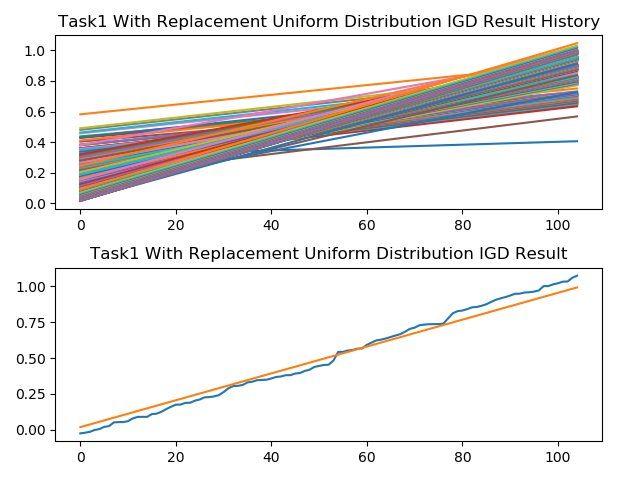 Task1 With Replacement Uniform Distribution IGD Result History
1.0
0.8
0.6
0.4
0.2
0.0
0 20 40 60 80 100
Task1 With Replacement Uniform Distribution IGD Result
1.00
0.75
0.50
0.25
0.00
0 20 40 60 80 100